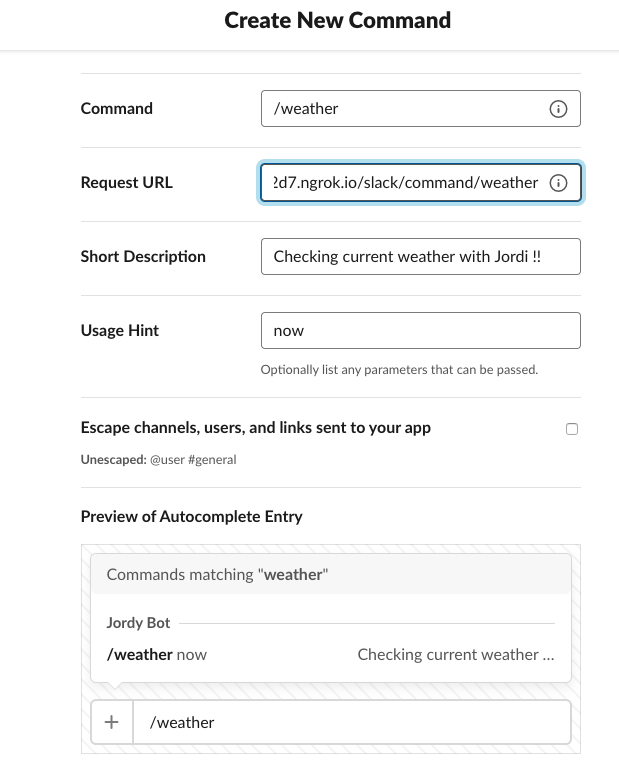 Create New Command
Command
/weather
Request URL
2d7.ngrok.io/slack/command/weather
Short Description
Checking current weather with Jordi !!
Usage Hint
now
Optionally list any parameters that can be passed.
Escape channels, users, and links sent to your app
Unescaped: @user #general
Preview of Autocomplete Entry
Commands matching "weather"
Jordy Bot
/weather now
Checking current weather ...
+
/weather